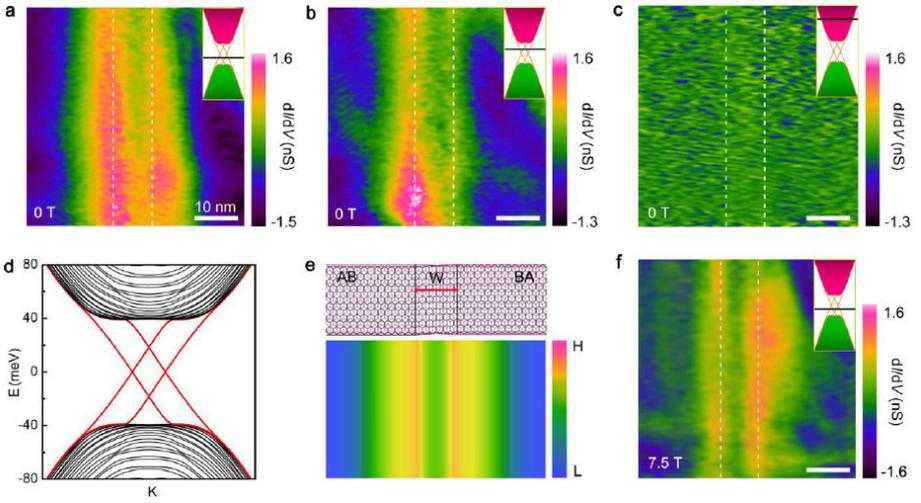 a
1.6
dI/dV (nS)
-1.5
0 T
10 nm
b
1.6
dI/dV (nS)
-1.3
0 T
c
1.6
dI/dV (nS)
-1.3
0 T
d
80
40
0
-40
-80
E (meV)
K
e
AB
W
BA
H
L
f
1.6
dI/dV (nS)
-1.6
7.5 T